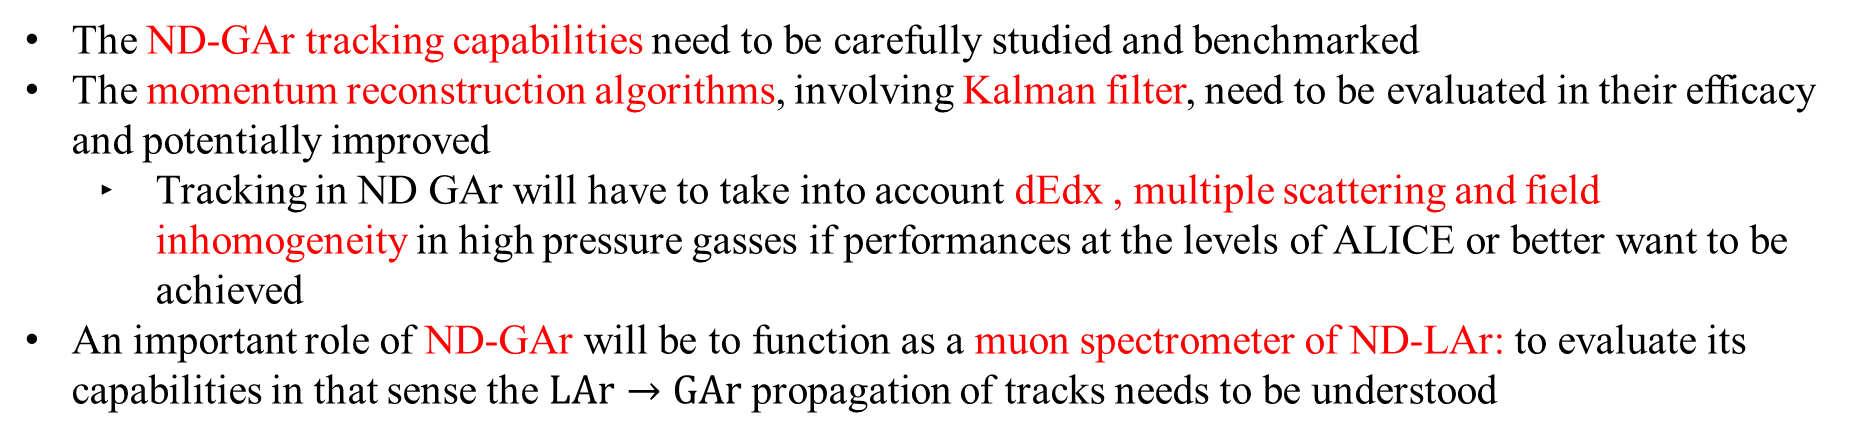 • The ND-GAr tracking capabilities need to be carefully studied and benchmarked
• The momentum reconstruction algorithms, involving Kalman filter, need to be evaluated in their efficacy
and potentially improved
‣ Tracking in ND GAr will have to take into account dEdx , multiple scattering and field
inhomogeneity in high pressure gasses if performances at the levels of ALICE or better want to be
achieved
• An important role of ND-GAr will be to function as a muon spectrometer of ND-LAr: to evaluate its
capabilities in that sense the LAr → GAr propagation of tracks needs to be understood